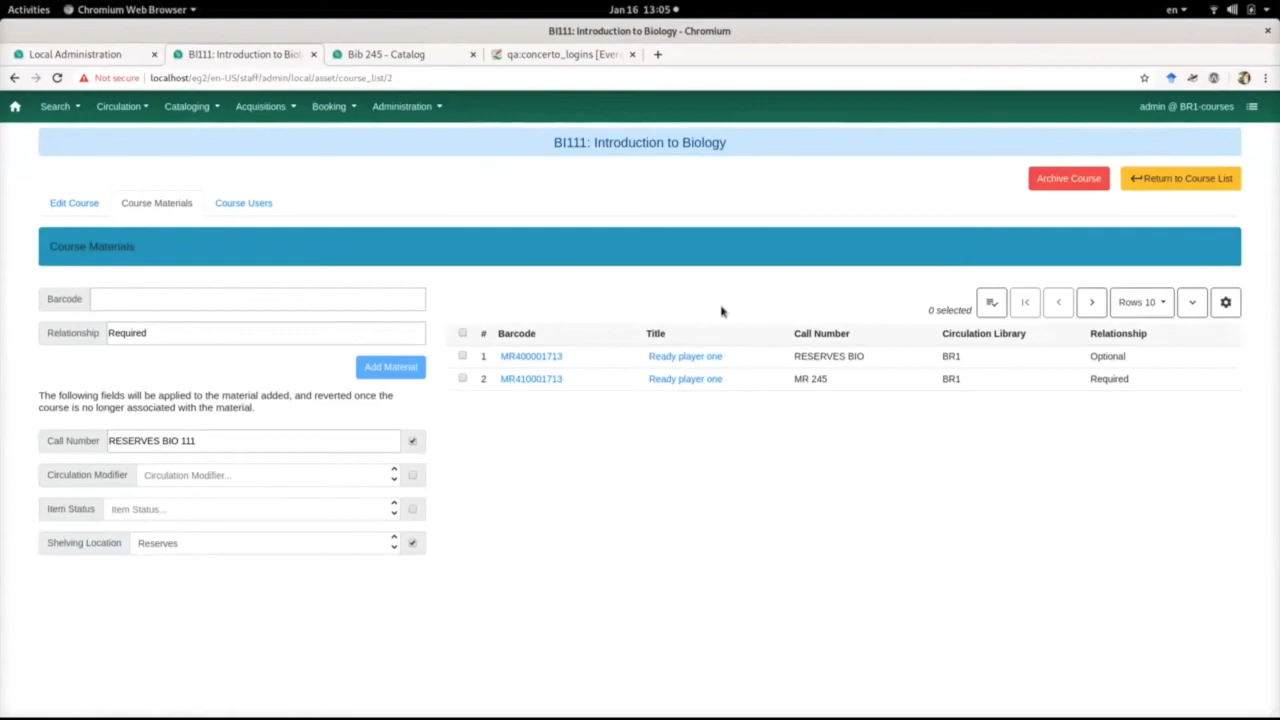 Activities Chromium Web Browser Jan 16 13:05 en
BI111: Introduction to Biology - Chromium
Local Administration BI111: Introduction to Biol Bib 245 - Catalog qa:concerto_logins [Ever
Not secure localhost/eg2/en-US/staff/admin/local/asset/course_list/2
Search Circulation Cataloging Acquisitions Booking Administration admin @ BR1-courses
BI111: Introduction to Biology
Archive Course Return to Course List
Edit Course Course Materials Course Users
Course Materials
Barcode
0 selected Rows 10
Relationship Required
# Barcode Title Call Number Circulation Library Relationship
1 MR400001713 Ready player one RESERVES BIO BR1 Optional
Add Material
2 MR410001713 Ready player one MR 245 BR1 Required
The following fields will be applied to the material added, and reverted once the
course is no longer associated with the material.
Call Number RESERVES BIO 111
Circulation Modifier Circulation Modifier...
Item Status Item Status...
Shelving Location Reserves